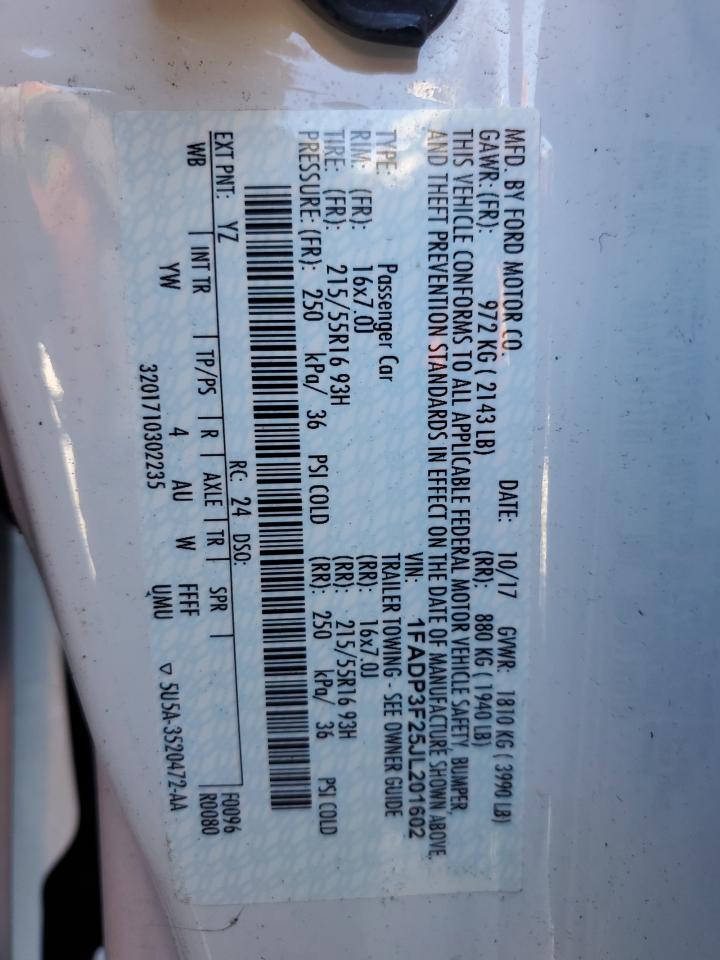 MFD. BY FORD MOTOR CO. DATE: 10/17 GVWR: 1810 KG ( 3990 LB)
GAWR: (FR): 972 KG ( 2143 LB) (RR): 880 KG ( 1940 LB)
THIS VEHICLE CONFORMS TO ALL APPLICABLE FEDERAL MOTOR VEHICLE SAFETY, BUMPER,
AND THEFT PREVENTION STANDARDS IN EFFECT ON THE DATE OF MANUFACTURE SHOWN ABOVE.
VIN: 1FADP3F25JL201602
TYPE: Passenger Car TRAILER TOWING - SEE OWNER GUIDE
RIM: (FR): 16x7.0J (RR): 16x7.0J
TIRE: (FR): 215/55R16 93H (RR): 215/55R16 93H
PRESSURE: (FR): 250 kPa/ 36 PSI COLD (RR): 250 kPa/ 36 PSI COLD
EXT PNT: YZ RC: 24 DSO: F0096
WB | INT TR | TP/PS | R | AXLE | TR | SPR | R0080
YW 4 AU W FFFF
UMU ▽ 5U5A-3520472-AA
3201710302235